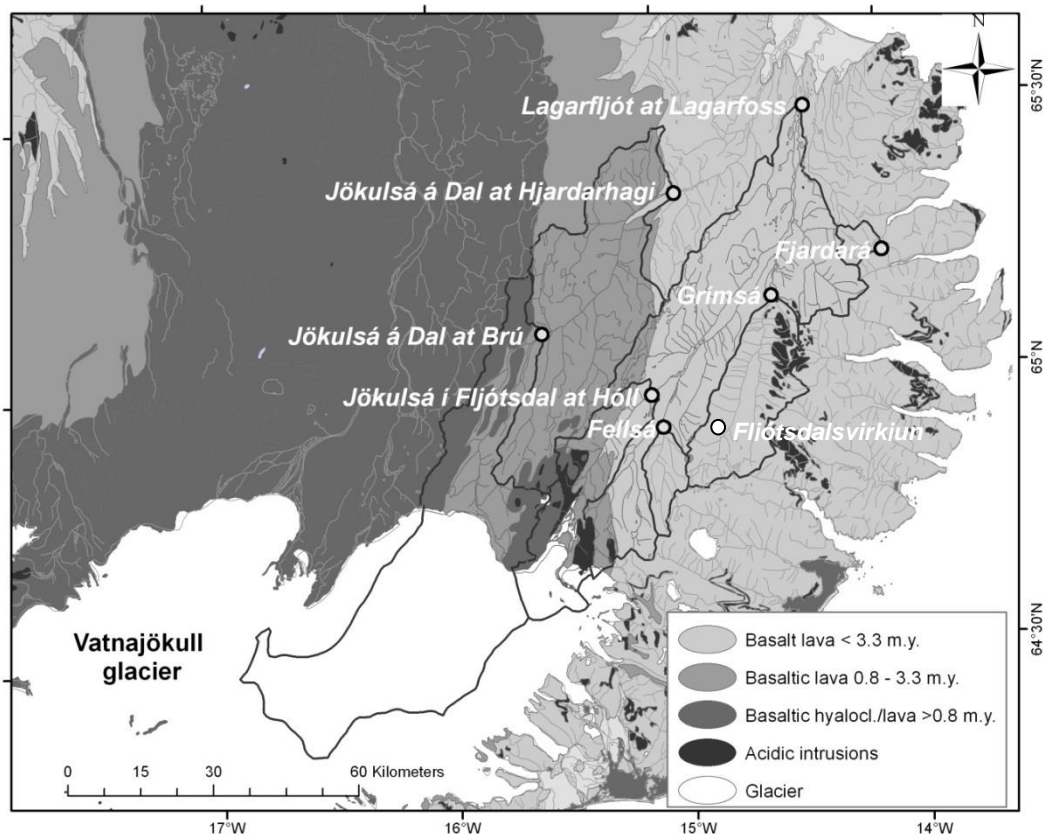 N
65°30'N
Lagarfljót at Lagarfoss
Jökulsá á Dal at Hjardarhagi
Fjardará
Grímsá
Jökulsá á Dal at Brú
65°N
Jökulsá í Fljótsdal at Hóll
Fellsá
Fljótsdalsvirkjun
64°30'N
Vatnajökull
glacier
Basalt lava < 3.3 m.y.
Basaltic lava 0.8 - 3.3 m.y.
Basaltic hyalocl./lava >0.8 m.y.
Acidic intrusions
Glacier
0 15 30 60 Kilometers
17°W 16°W 15°W 14°W